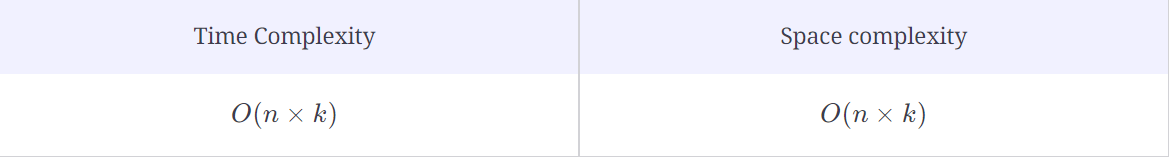 Time Complexity Space complexity
O(n × k) O(n × k)